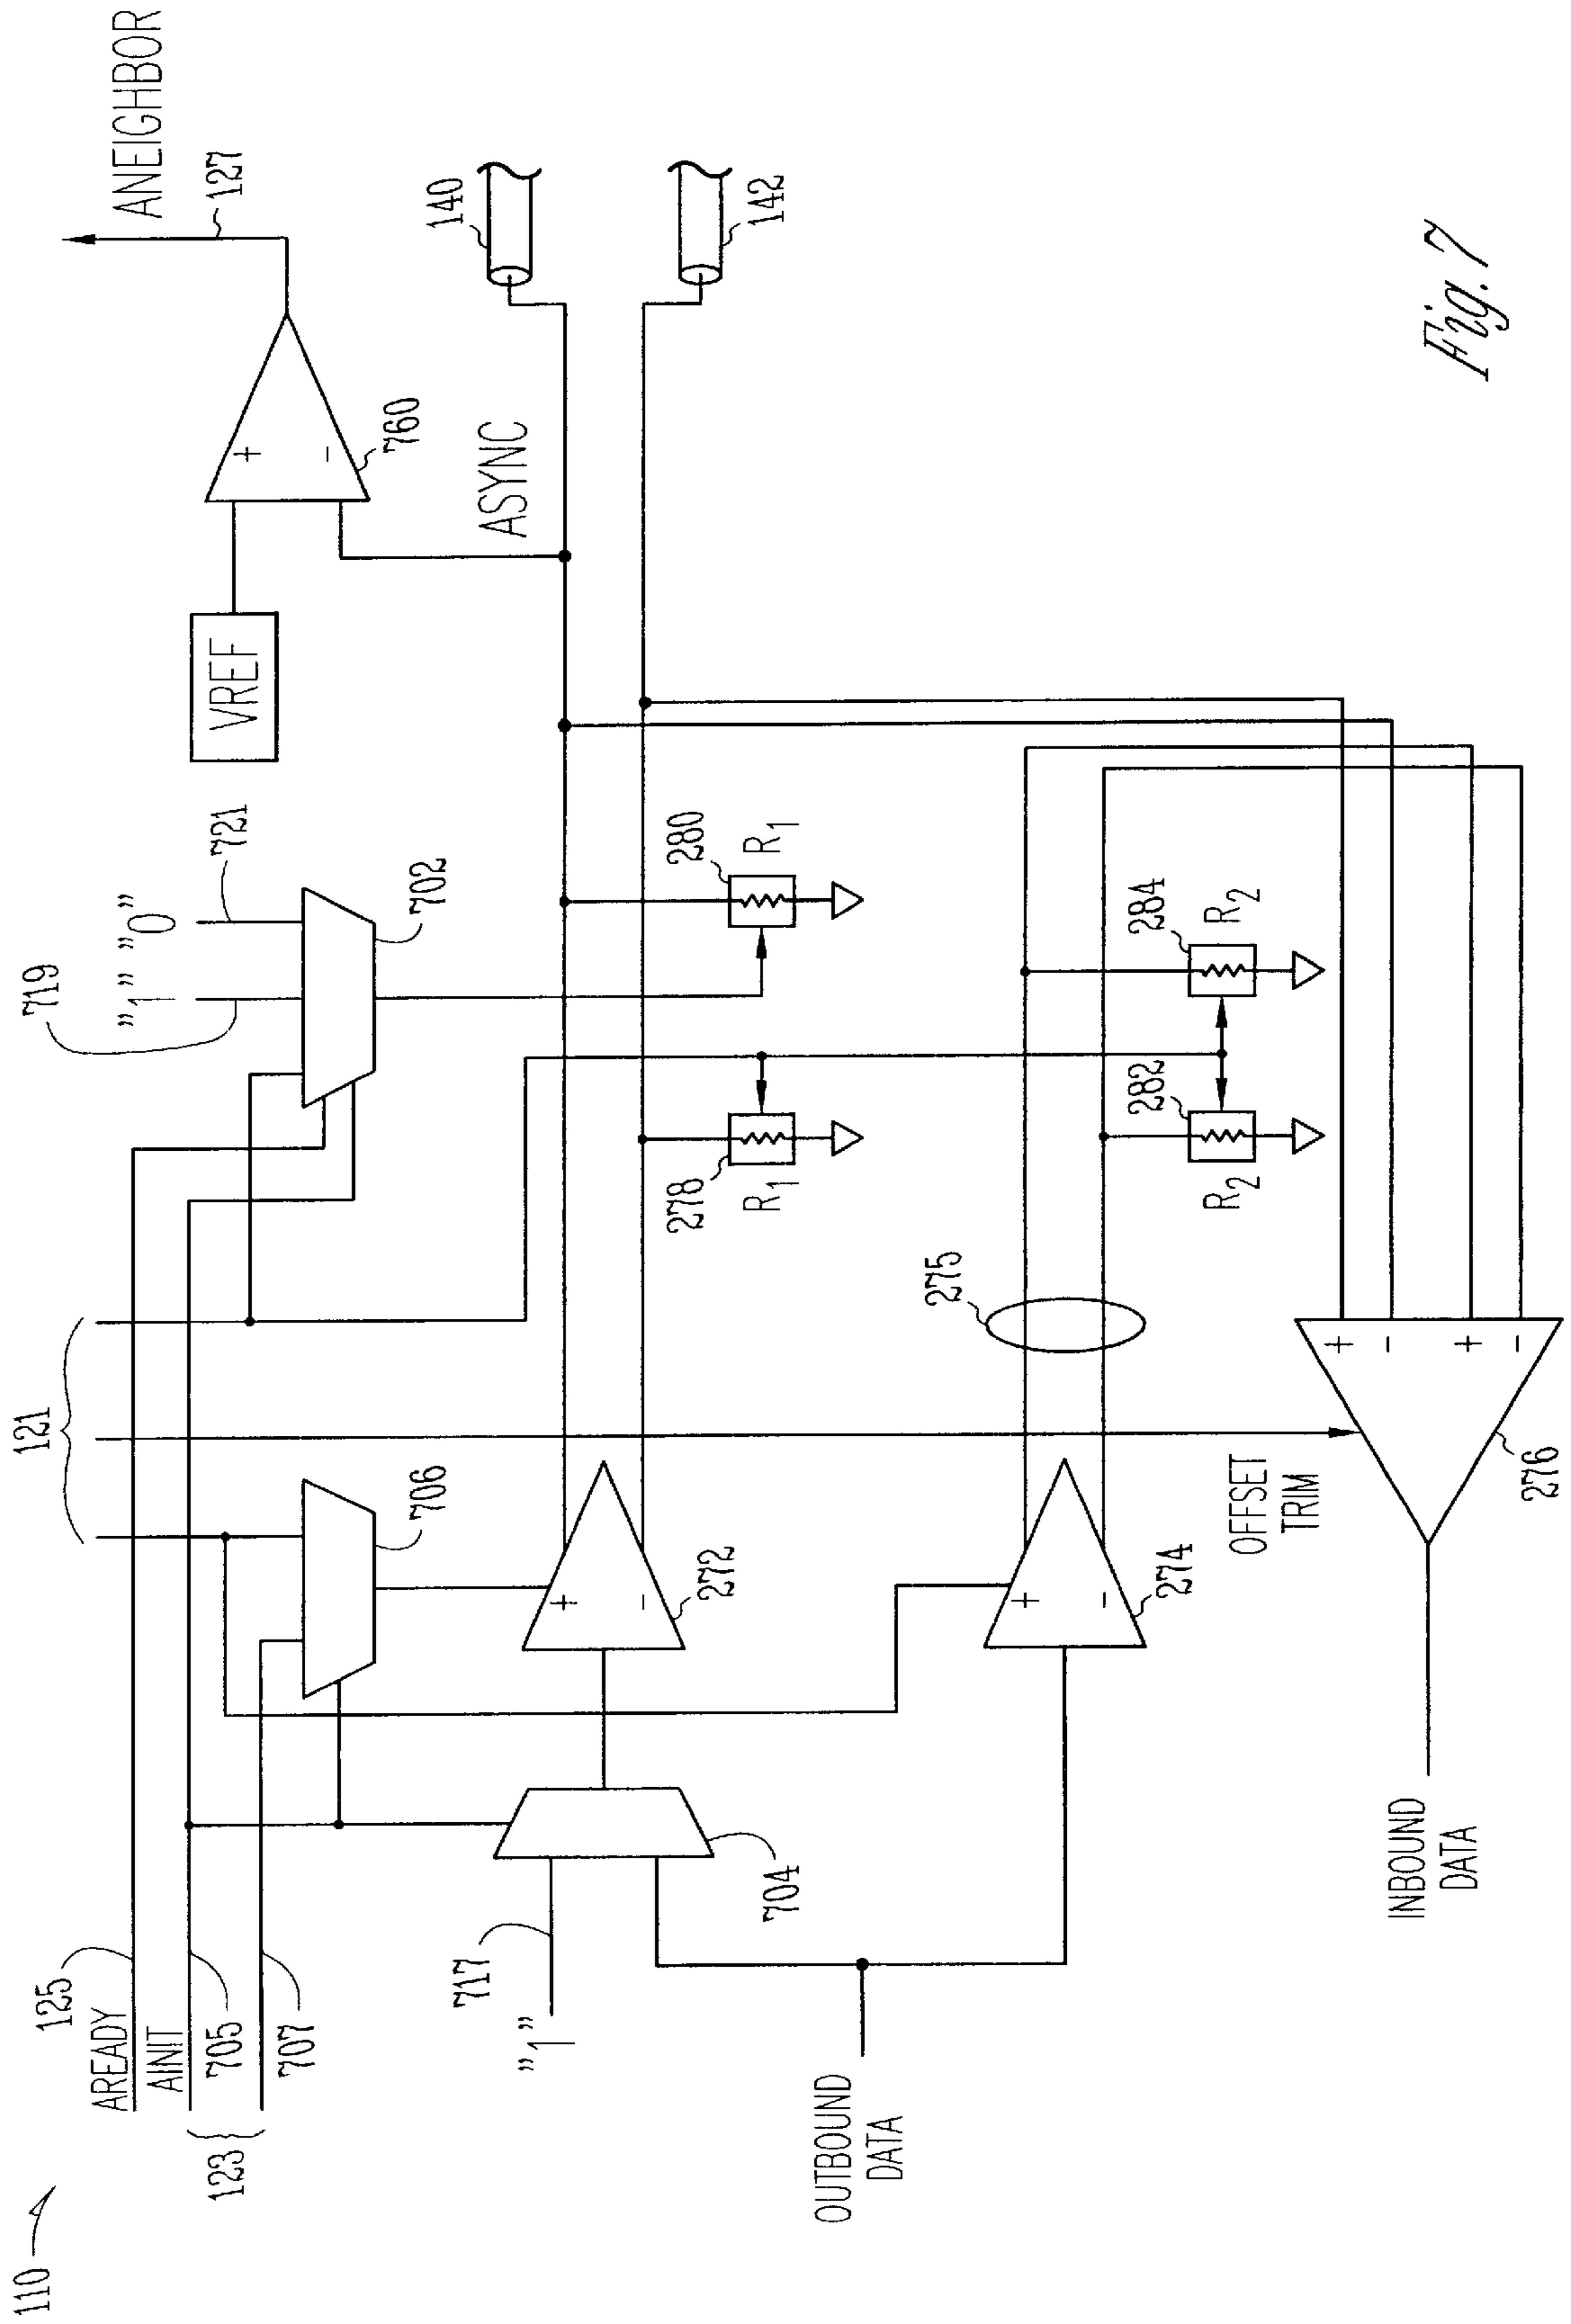 110
123
AREADY
125
AINIT
705
707
121
719
"1" "0"
721
702
706
VREF
+
-
760
ANEIGHBOR
127
ASYNC
140
142
"1"
717
704
+
-
272
278
R1
280
R1
OUTBOUND
DATA
+
-
274
275
282
R2
284
R2
OFFSET
TRIM
INBOUND
DATA
+
-
+
-
276
Fig. 7